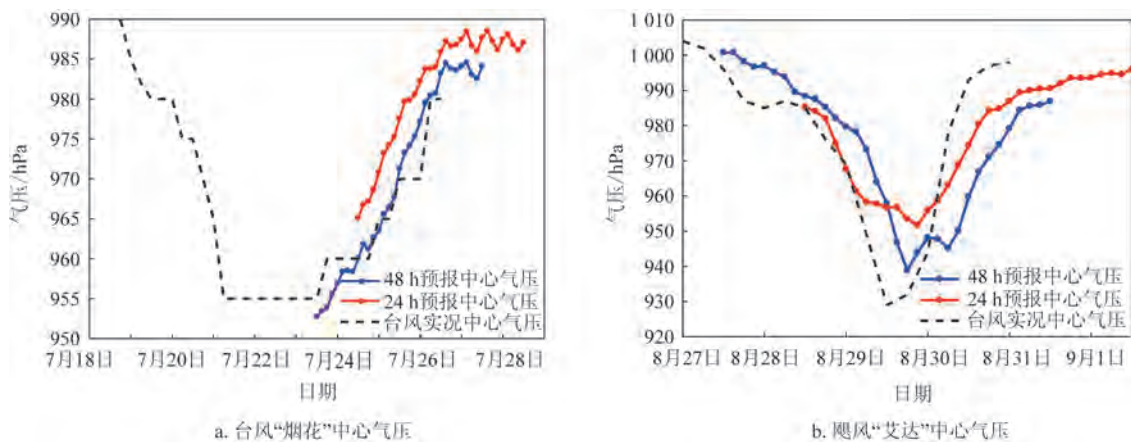 990
985
980
975
970
965
960
955
950
气压/hPa
48 h预报中心气压
24 h预报中心气压
台风实况中心气压
7月18日 7月20日 7月22日 7月24日 7月26日 7月28日
日期
a. 台风“烟花”中心气压
1 010
1 000
990
980
970
960
950
940
930
920
气压/hPa
48 h预报中心气压
24 h预报中心气压
台风实况中心气压
8月27日 8月28日 8月29日 8月30日 8月31日 9月1日
日期
b. 飓风“艾达”中心气压